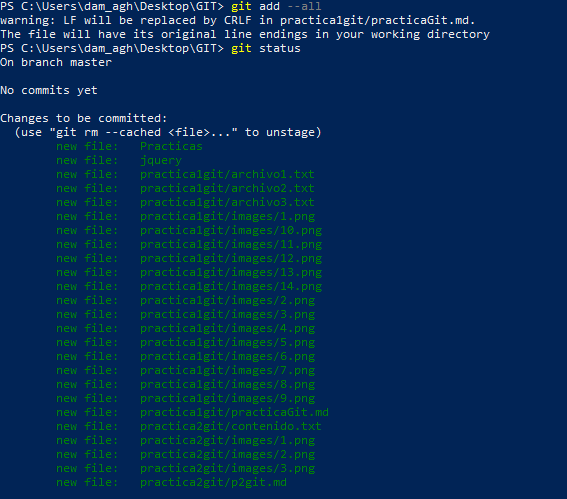 PS C:\Users\dam_agh\Desktop\GIT> git add --all
warning: LF will be replaced by CRLF in practica1git/practicaGit.md.
The file will have its original line endings in your working directory
PS C:\Users\dam_agh\Desktop\GIT> git status
On branch master
No commits yet
Changes to be committed:
(use "git rm --cached <file>..." to unstage)
new file: Practicas
new file: jquery
new file: practica1git/archivo1.txt
new file: practica1git/archivo2.txt
new file: practica1git/archivo3.txt
new file: practica1git/images/1.png
new file: practica1git/images/10.png
new file: practica1git/images/11.png
new file: practica1git/images/12.png
new file: practica1git/images/13.png
new file: practica1git/images/14.png
new file: practica1git/images/2.png
new file: practica1git/images/3.png
new file: practica1git/images/4.png
new file: practica1git/images/5.png
new file: practica1git/images/6.png
new file: practica1git/images/7.png
new file: practica1git/images/8.png
new file: practica1git/images/9.png
new file: practica1git/practicaGit.md
new file: practica2git/contenido.txt
new file: practica2git/images/1.png
new file: practica2git/images/2.png
new file: practica2git/images/3.png
new file: practica2git/p2git.md